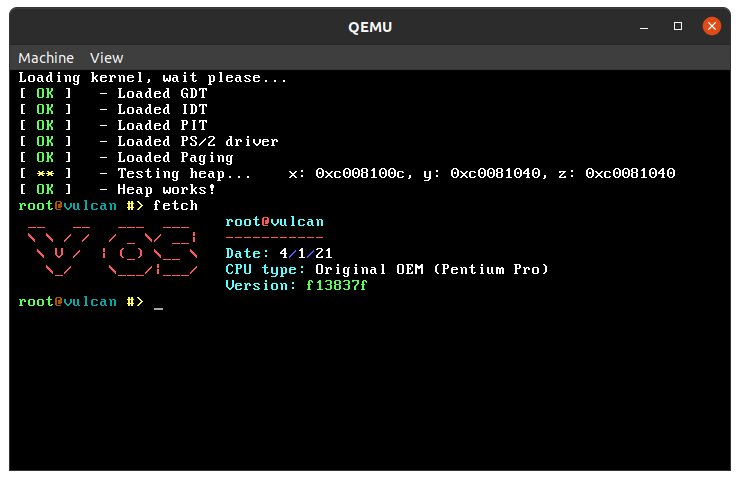 QEMU
Machine View
Loading kernel, wait please...
[ OK ] - Loaded GDT
[ OK ] - Loaded IDT
[ OK ] - Loaded PIT
[ OK ] - Loaded PS/2 driver
[ OK ] - Loaded Paging
[ ** ] - Testing heap... x: 0xc008100c, y: 0xc0081040, z: 0xc0081040
[ OK ] - Heap works!
root@vulcan #> fetch
VOS
root@vulcan
-----------
Date: 4/1/21
CPU type: Original OEM (Pentium Pro)
Version: f13837f
root@vulcan #> _